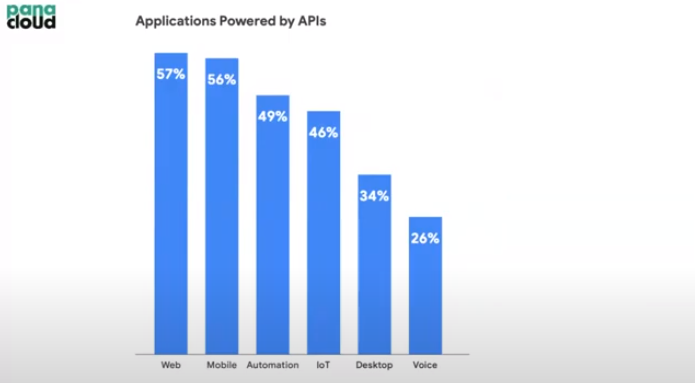 pana
cloud
Applications Powered by APIs
57%
56%
49%
46%
34%
26%
Web Mobile Automation IoT Desktop Voice